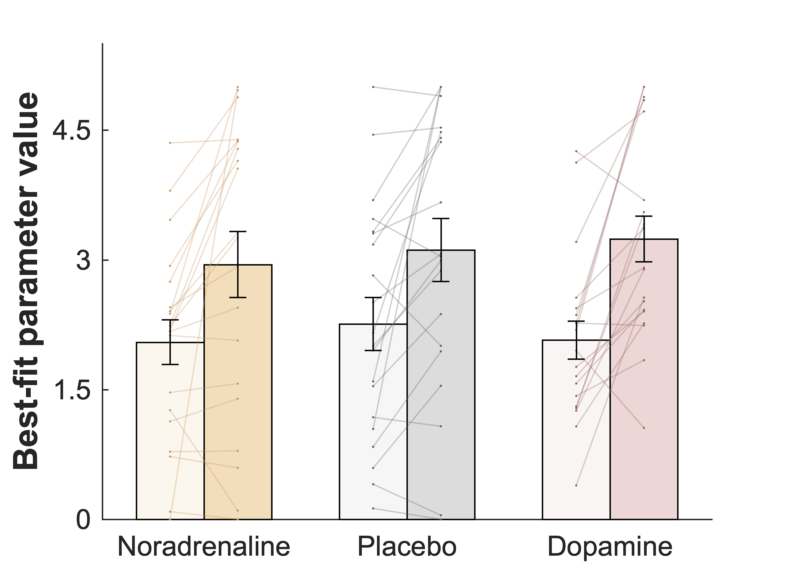 Best-fit parameter value
4.5
3
1.5
0
Noradrenaline
Placebo
Dopamine